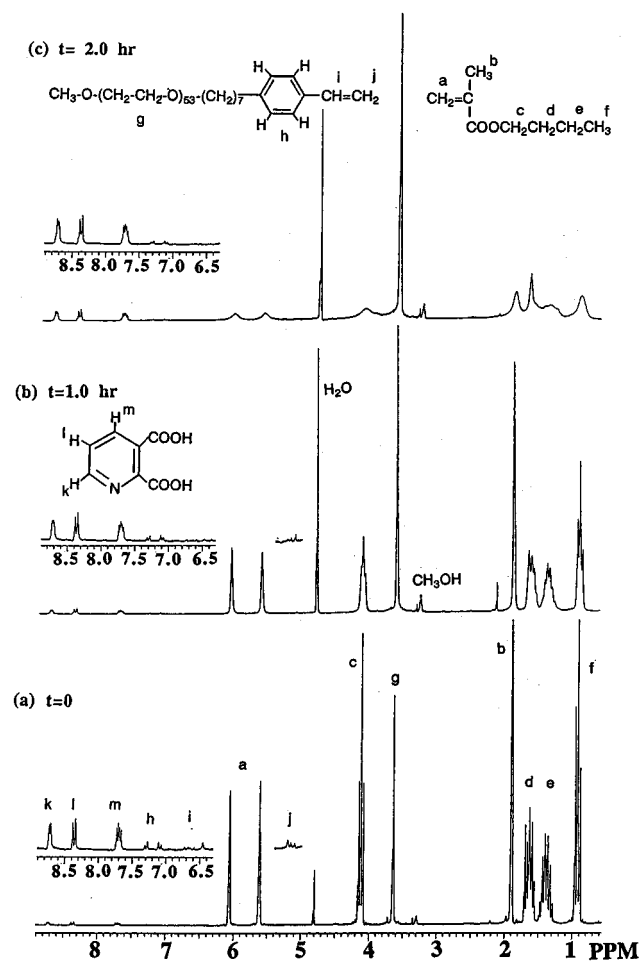 (c) t= 2.0 hr
CH₃-O-(CH₂-CH₂-O)₅₃-(CH₂)₇
H H
H H
i j
CH=CH₂
g
h
b
CH₃
a
CH₂=C
c d e f
COOCH₂CH₂CH₂CH₃
8.5 8.0 7.5 7.0 6.5
(b) t=1.0 hr
m
H
l H
COOH
k H
N
COOH
H₂O
8.5 8.0 7.5 7.0 6.5
CH₃OH
(a) t=0
c
g
b
f
a
d e
k l m h i
j
8.5 8.0 7.5 7.0 6.5
8 7 6 5 4 3 2 1 PPM